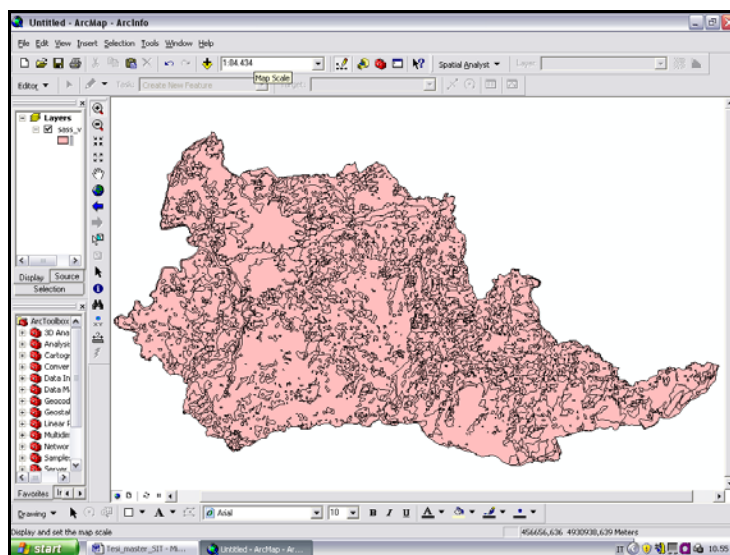 Untitled - ArcMap - ArcInfo
File Edit View Insert Selection Tools Window Help
1:84.434
Spatial Analyst
Layer:
Map Scale
Editor
Task: Create New Feature
Target:
Layers
sass_v
Display Source
Selection
ArcToolbox
3D Ana
Analysis
Cartog
Conver
Data In
Data M
Geocod
Geostal
Linear F
Multidin
Networ
Samples
Server
Favorites
Drawing
A
Arial
10
B I U
A
Display and set the map scale
456656,636 4930938,639 Meters
start
Tesi_master_SIT - Mi...
Untitled - ArcMap - Ar...
IT
10.55